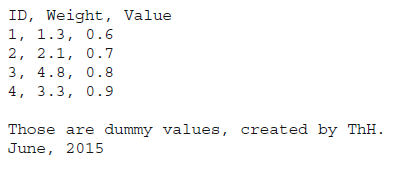 ID, Weight, Value
1, 1.3, 0.6
2, 2.1, 0.7
3, 4.8, 0.8
4, 3.3, 0.9
Those are dummy values, created by ThH.
June, 2015